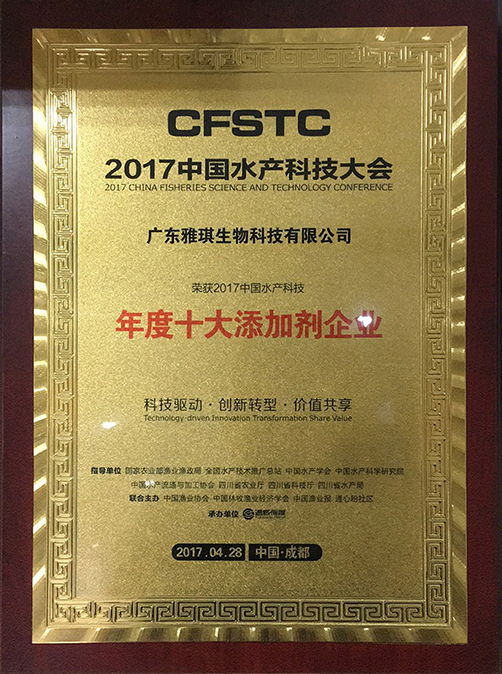 CFSTC
2017中国水产科技大会
2017 CHINA FISHERIES SCIENCE AND TECHNOLOGY CONFERENCE
广东雅琪生物科技有限公司
荣获2017中国水产科技
年度十大添加剂企业
科技驱动·创新转型·价值共享
Technology-driven Innovation Transformation Share Value
指导单位 国家农业部渔业渔政局 全国水产技术推广总站 中国水产学会 中国水产科学研究院
中国水产流通与加工协会 四川省农业厅 四川省科技厅 四川省水产局
联合主办 中国渔业协会 中国林牧渔业经济学会 中国渔业报 通心粉社区
承办单位 通威传媒
2017.04.28 中国·成都